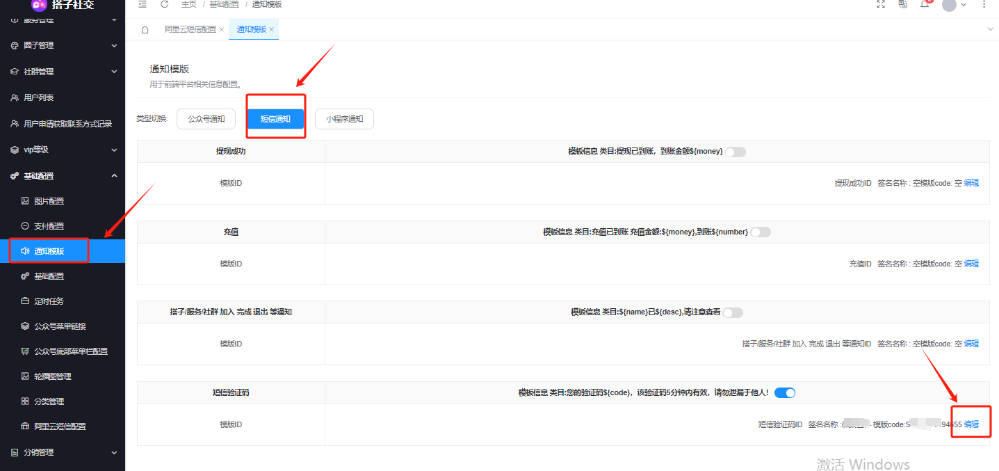 搭子社交
主页 / 基础配置 / 通知模版
服务管理
阿里云短信配置 × 通知模版 ×
圈子管理
社群管理
用户列表
用户申请获取联系方式记录
vip等级
基础配置
图片配置
支付配置
通知模版
基础配置
定时任务
公众号菜单链接
公众号底部菜单栏配置
轮播图管理
分类管理
阿里云短信配置
分销管理
通知模版
用于前端平台相关信息配置。
类型切换: 公众号通知 短信通知 小程序通知
提现成功 模板信息 类目:提现已到账，到账金额${money}
模版ID 提现成功ID 签名名称 : 空模版code: 空 编辑
充值 模板信息 类目:充值已到账 充值金额:${money},到账${number}
模版ID 充值ID 签名名称 : 空模版code: 空 编辑
搭子/服务/社群 加入 完成 退出 等通知 模板信息 类目:${name}已${desc},请注意查看
模版ID 搭子/服务/社群 加入 完成 退出 等通知ID 签名名称 : 空模版code: 空 编辑
短信验证码 模板信息 类目:您的验证码${code}，该验证码5分钟内有效，请勿泄漏于他人！
模版ID 短信验证码ID 签名名称 : 模版code:S 94655 编辑
激活 Windows